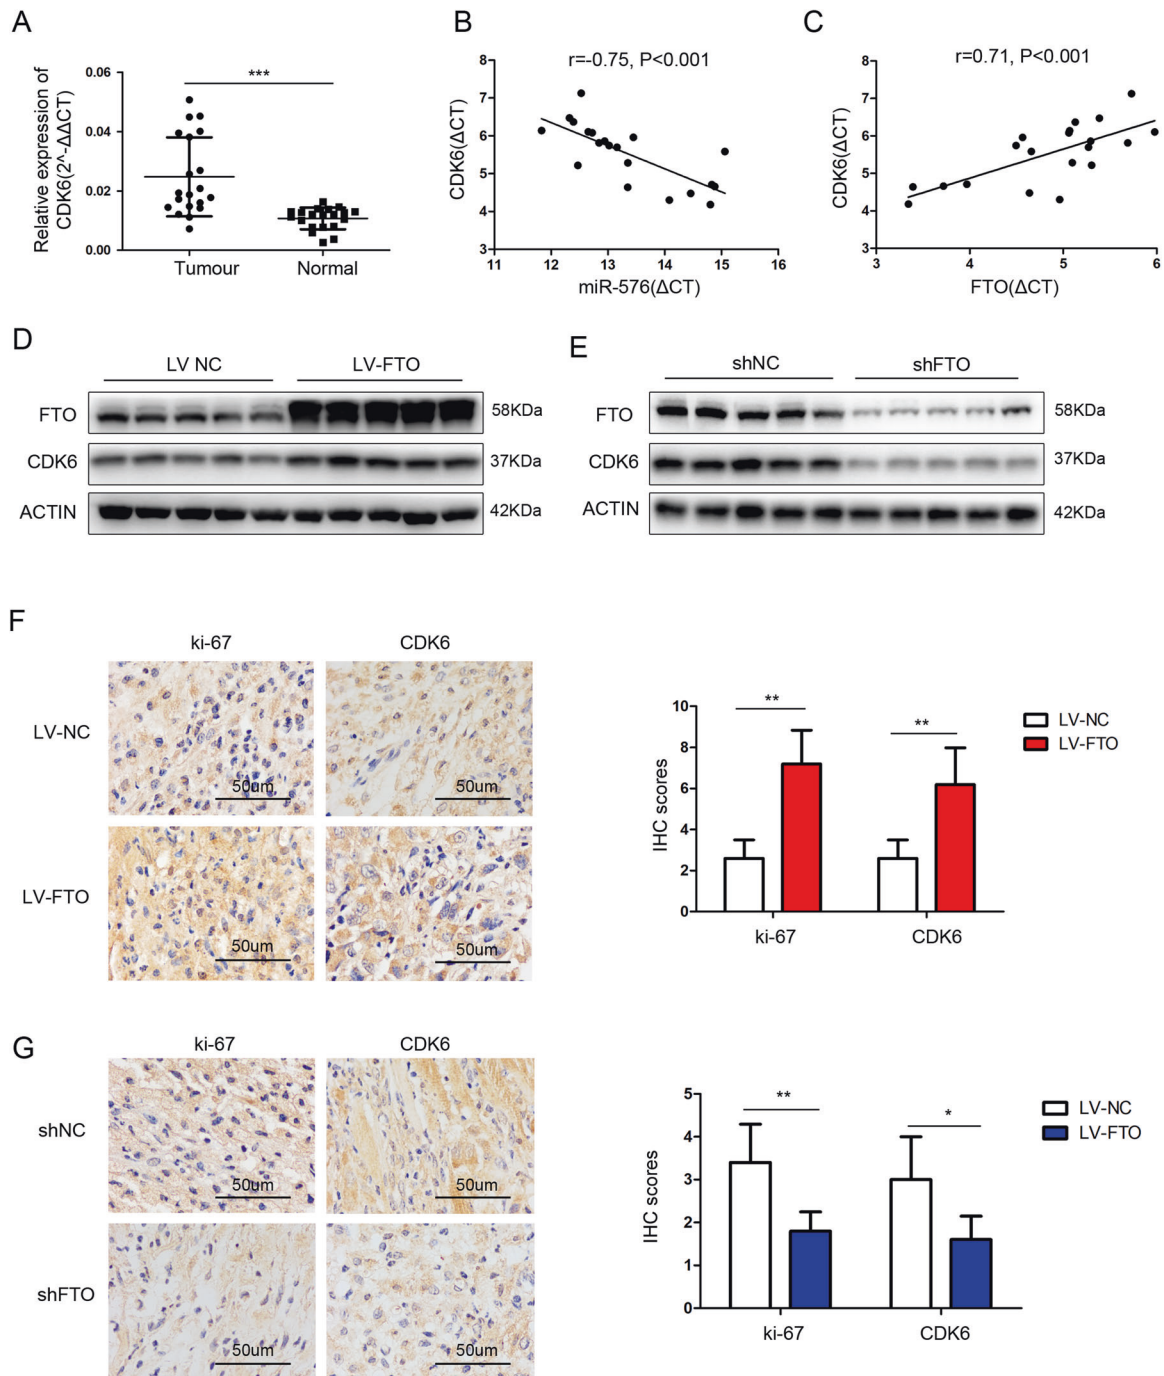 A
Relative expression of
CDK6(2^-ΔΔCT)
0.06
0.04
0.02
0.00
***
Tumour
Normal
B
r=-0.75, P<0.001
CDK6(ΔCT)
8
7
6
5
4
3
11
12
13
14
15
16
miR-576(ΔCT)
C
r=0.71, P<0.001
CDK6(ΔCT)
8
7
6
5
4
3
3
4
5
6
FTO(ΔCT)
D
LV NC
LV-FTO
FTO
58KDa
CDK6
37KDa
ACTIN
42KDa
E
shNC
shFTO
FTO
58KDa
CDK6
37KDa
ACTIN
42KDa
F
ki-67
CDK6
LV-NC
50um
50um
LV-FTO
50um
50um
IHC scores
10
8
6
4
2
0
**
**
ki-67
CDK6
LV-NC
LV-FTO
G
ki-67
CDK6
shNC
50um
50um
shFTO
50um
50um
IHC scores
5
4
3
2
1
0
**
*
ki-67
CDK6
LV-NC
LV-FTO